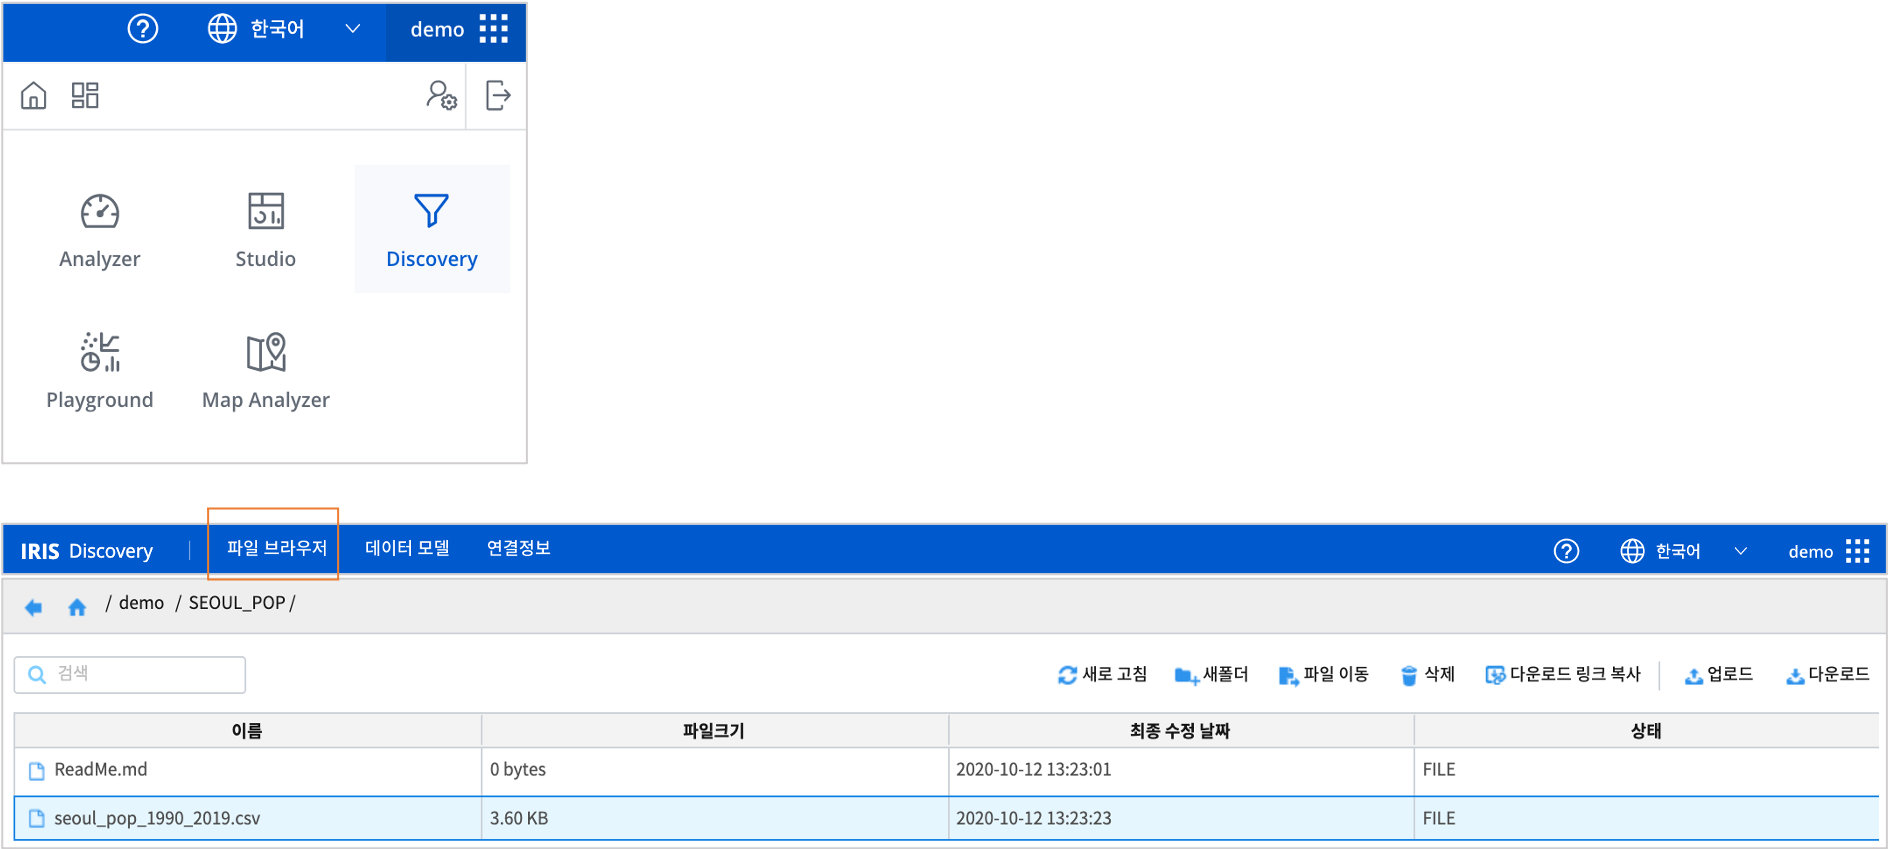 한국어 demo
Analyzer Studio Discovery
Playground Map Analyzer
IRIS Discovery 파일 브라우저 데이터 모델 연결정보 한국어 demo
/ demo / SEOUL_POP /
검색 새로 고침 새폴더 파일 이동 삭제 다운로드 링크 복사 업로드 다운로드
이름 파일크기 최종 수정 날짜 상태
ReadMe.md 0 bytes 2020-10-12 13:23:01 FILE
seoul_pop_1990_2019.csv 3.60 KB 2020-10-12 13:23:23 FILE